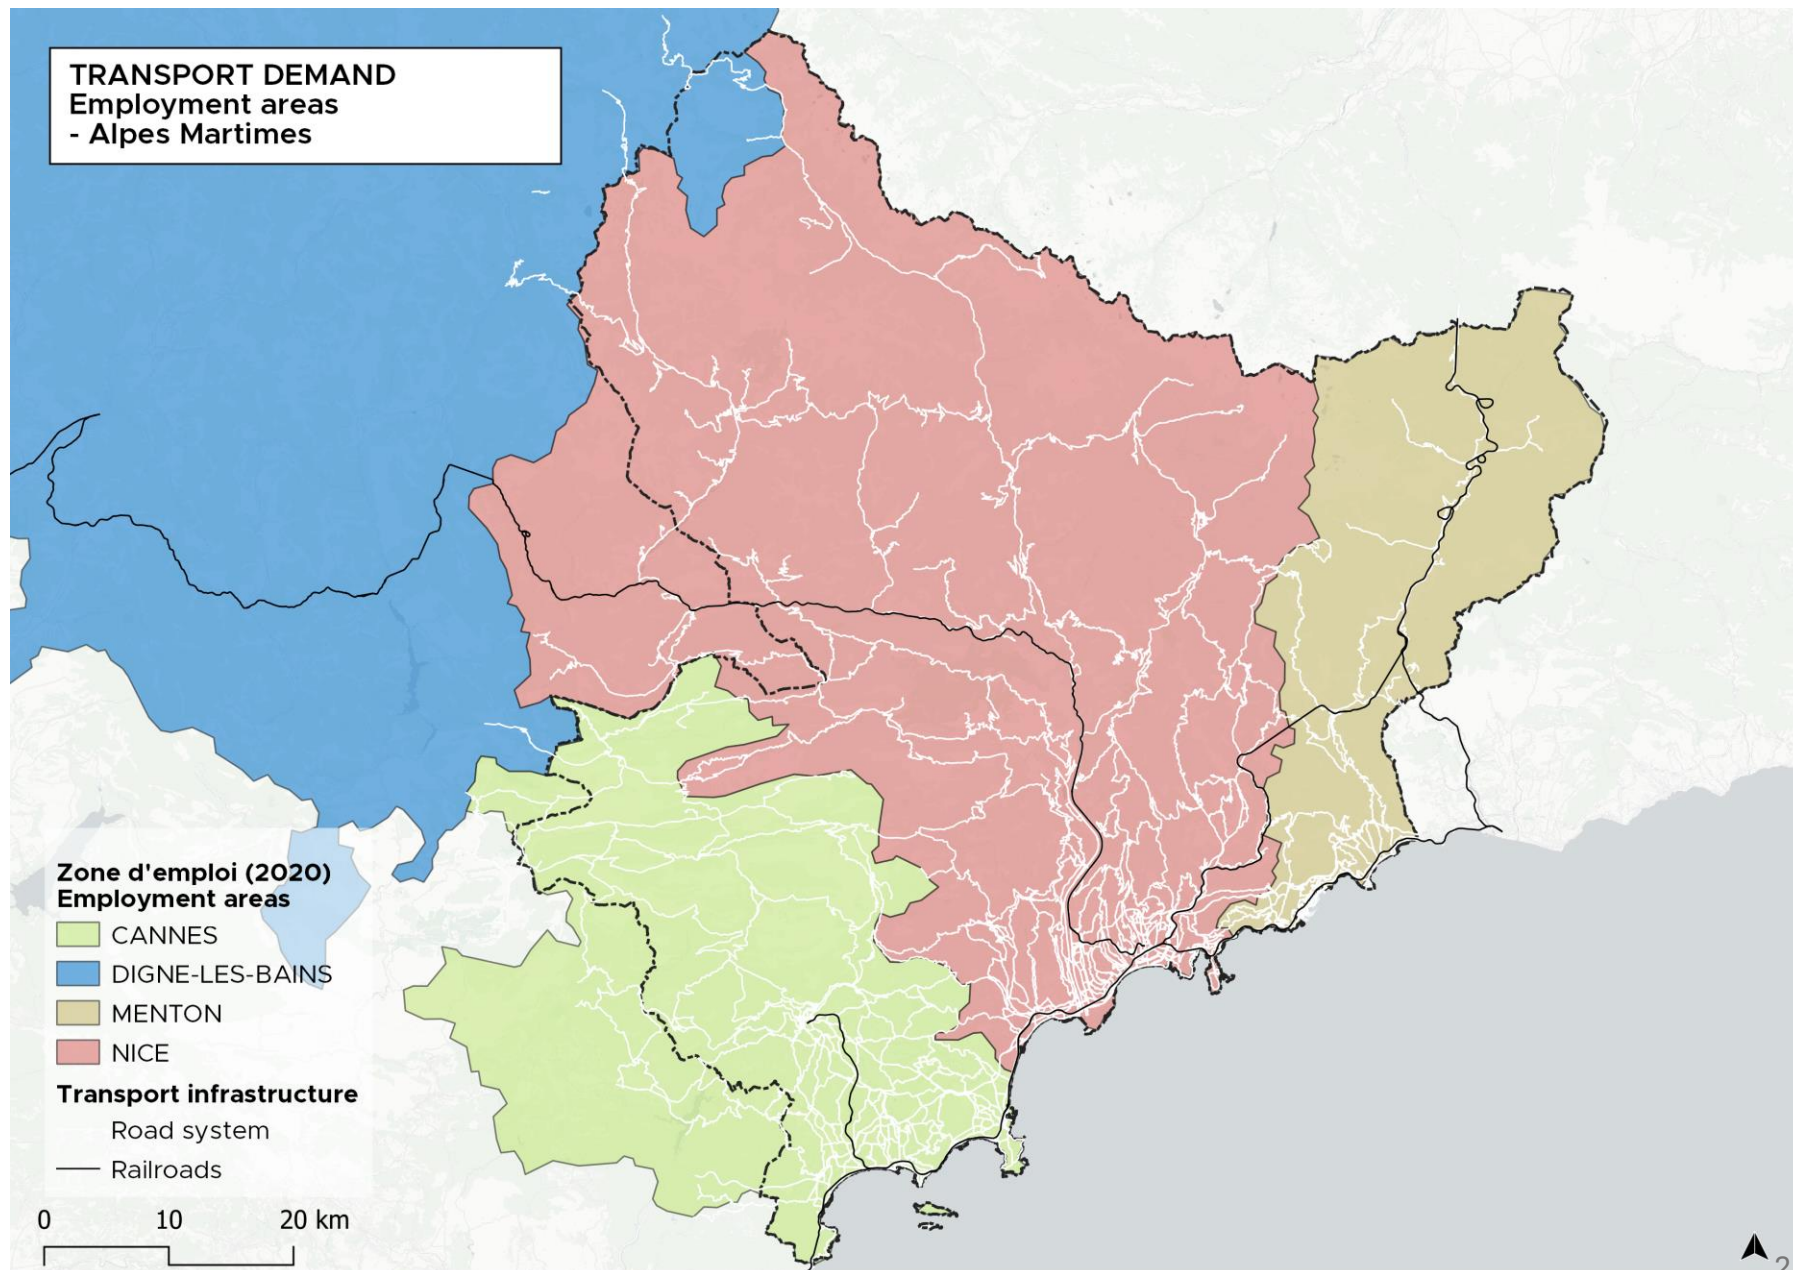 TRANSPORT DEMAND
Employment areas
- Alpes Martimes
Zone d'emploi (2020)
Employment areas
CANNES
DIGNE-LES-BAINS
MENTON
NICE
Transport infrastructure
Road system
Railroads
0 10 20 km
2